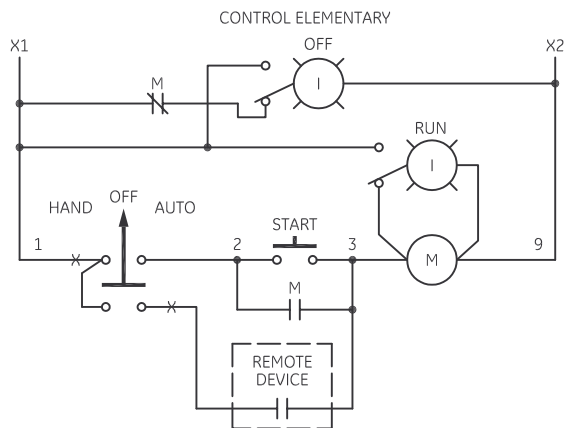 CONTROL ELEMENTARY
OFF
X1
X2
M
I
RUN
I
OFF
HAND
AUTO
START
1
2
3
9
X
M
M
X
REMOTE
DEVICE